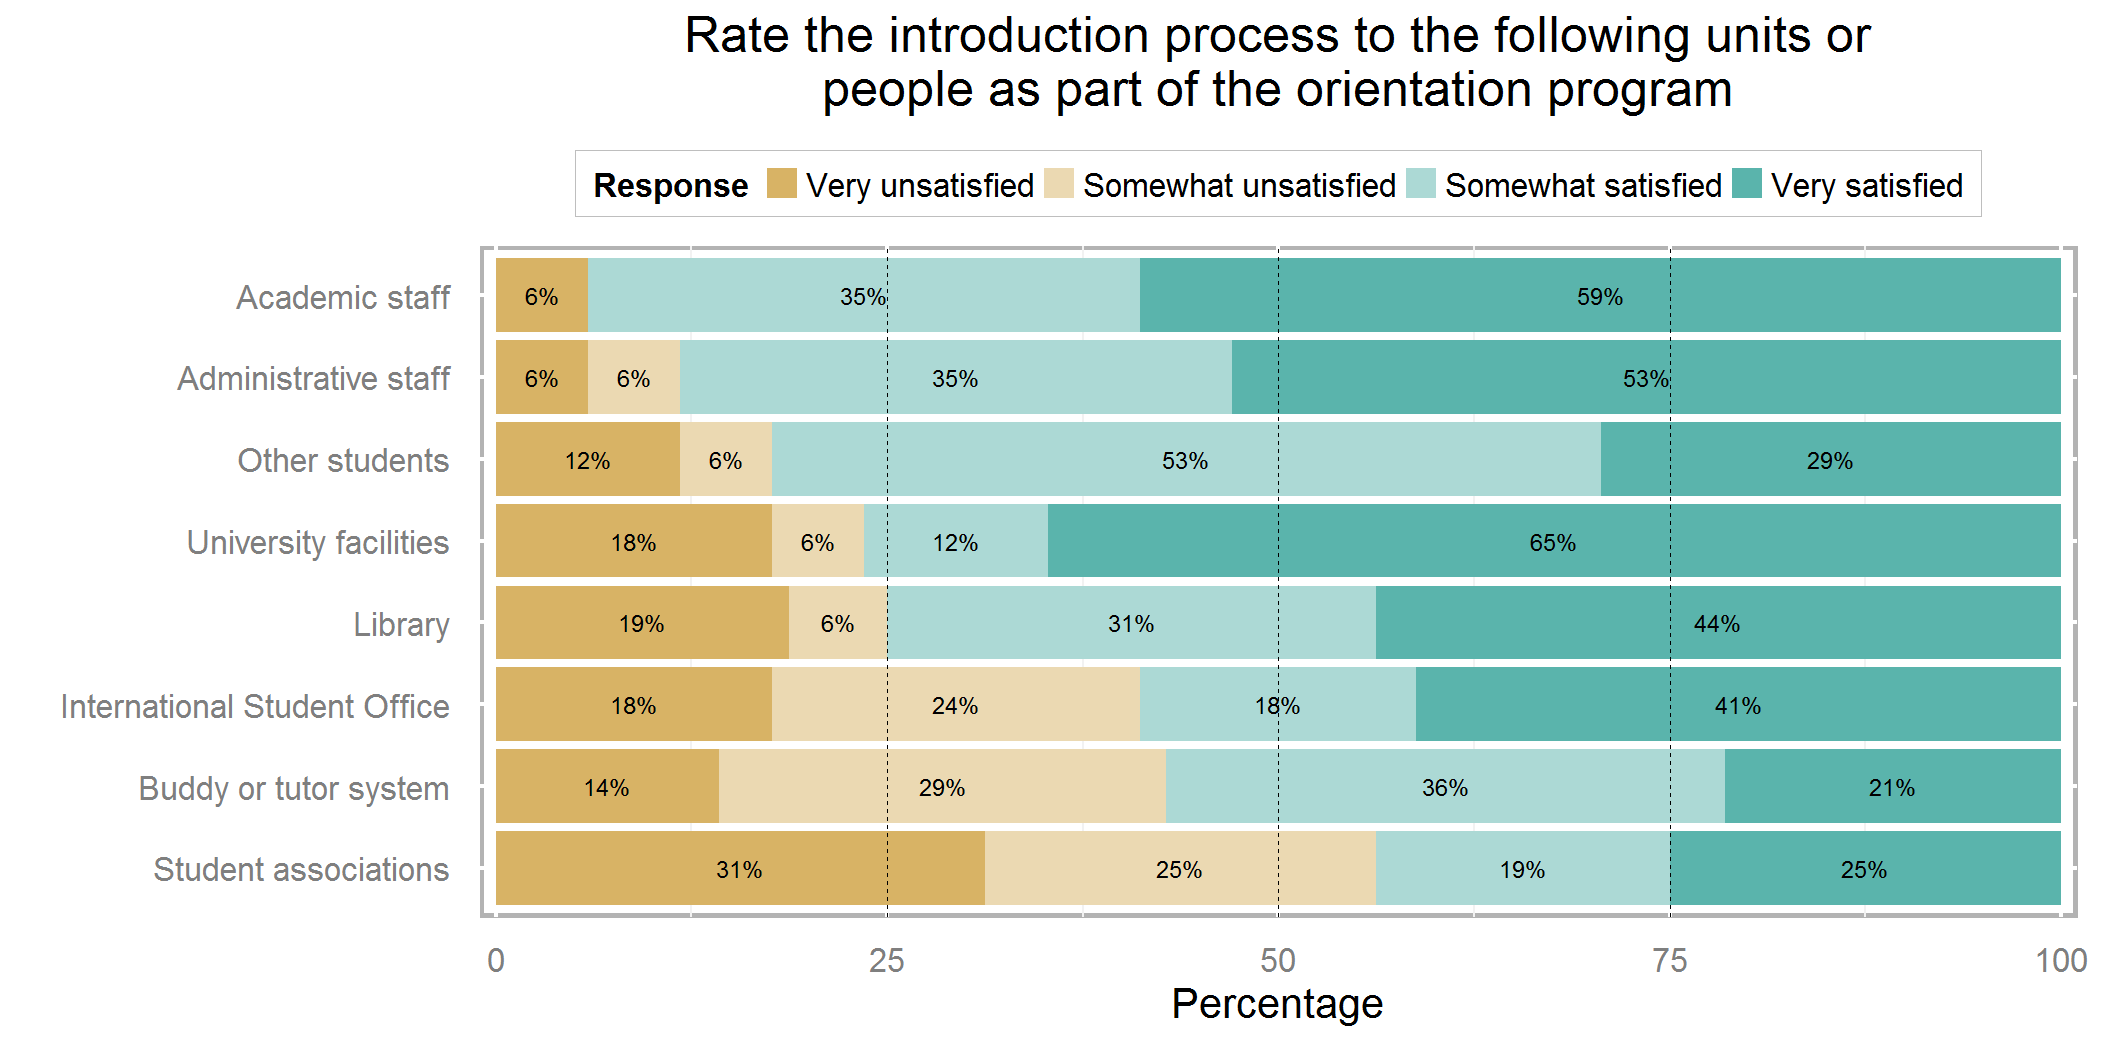 Rate the introduction process to the following units or
people as part of the orientation program
Response Very unsatisfied Somewhat unsatisfied Somewhat satisfied Very satisfied
Academic staff 6% 35% 59%
Administrative staff 6% 6% 35% 53%
Other students 12% 6% 53% 29%
University facilities 18% 6% 12% 65%
Library 19% 6% 31% 44%
International Student Office 18% 24% 18% 41%
Buddy or tutor system 14% 29% 36% 21%
Student associations 31% 25% 19% 25%
0 25 50 75 100
Percentage